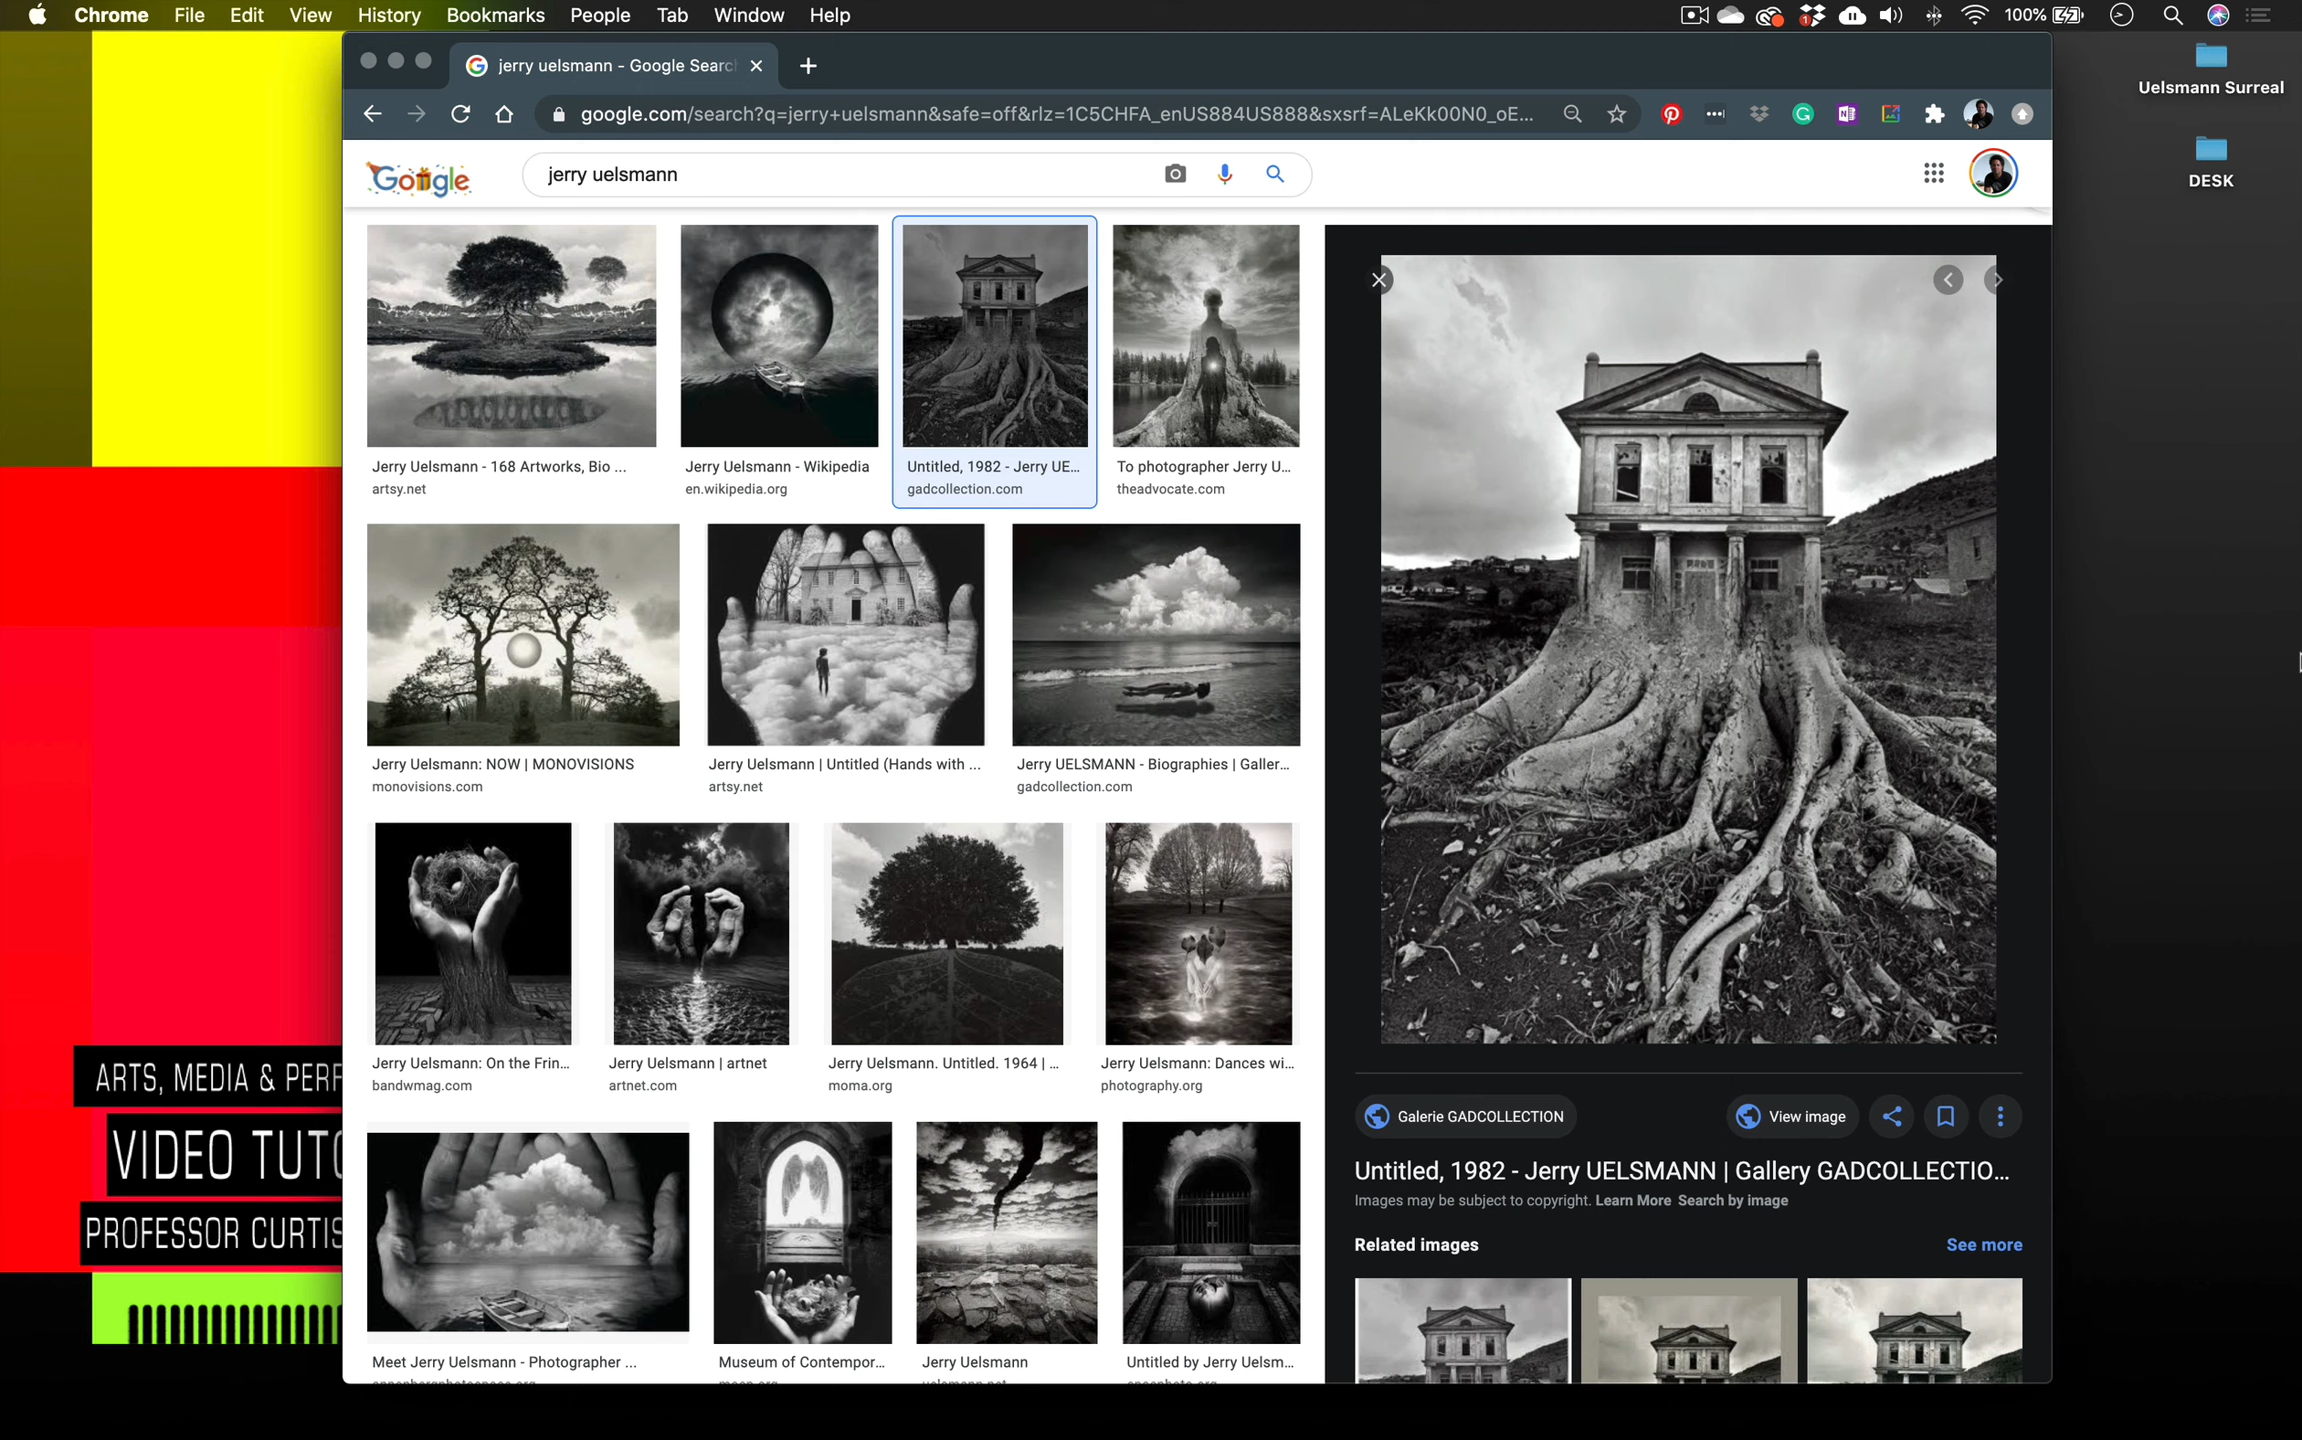 Chrome File Edit View History Bookmarks People Tab Window Help
1
100%
Uelsmann Surreal
DESK
jerry uelsmann - Google Searc
google.com/search?q=jerry+uelsmann&safe=off&rlz=1C5CHFA_enUS884US888&sxsrf=ALeKk00N0_oE...
Google
jerry uelsmann
Jerry Uelsmann - 168 Artworks, Bio ...
artsy.net
Jerry Uelsmann - Wikipedia
en.wikipedia.org
Untitled, 1982 - Jerry UE...
gadcollection.com
To photographer Jerry U...
theadvocate.com
Jerry Uelsmann: NOW | MONOVISIONS
monovisions.com
Jerry Uelsmann | Untitled (Hands with ...
artsy.net
Jerry UELSMANN - Biographies | Galler...
gadcollection.com
Jerry Uelsmann: On the Frin...
bandwmag.com
Jerry Uelsmann | artnet
artnet.com
Jerry Uelsmann. Untitled. 1964 | ...
moma.org
Jerry Uelsmann: Dances wi...
photography.org
Meet Jerry Uelsmann - Photographer ...
Museum of Contempor...
Jerry Uelsmann
Untitled by Jerry Uelsm...
Galerie GADCOLLECTION
View image
Untitled, 1982 - Jerry UELSMANN | Gallery GADCOLLECTIO...
Images may be subject to copyright. Learn More Search by image
Related images
See more
ARTS, MEDIA & PERF
VIDEO TUTO
PROFESSOR CURTIS